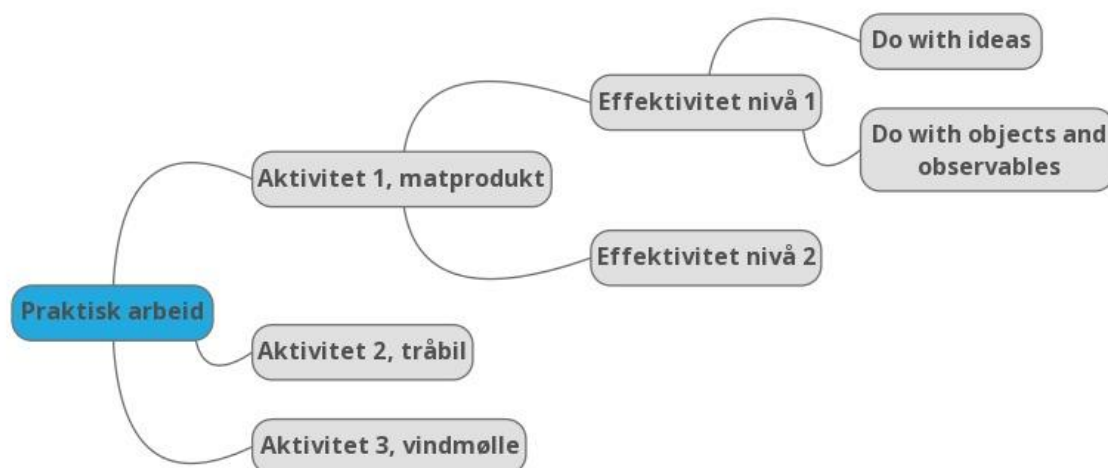 Do with ideas
Effektivitet nivå 1
Do with objects and
observables
Aktivitet 1, matprodukt
Effektivitet nivå 2
Praktisk arbeid
Aktivitet 2, tråbil
Aktivitet 3, vindmølle